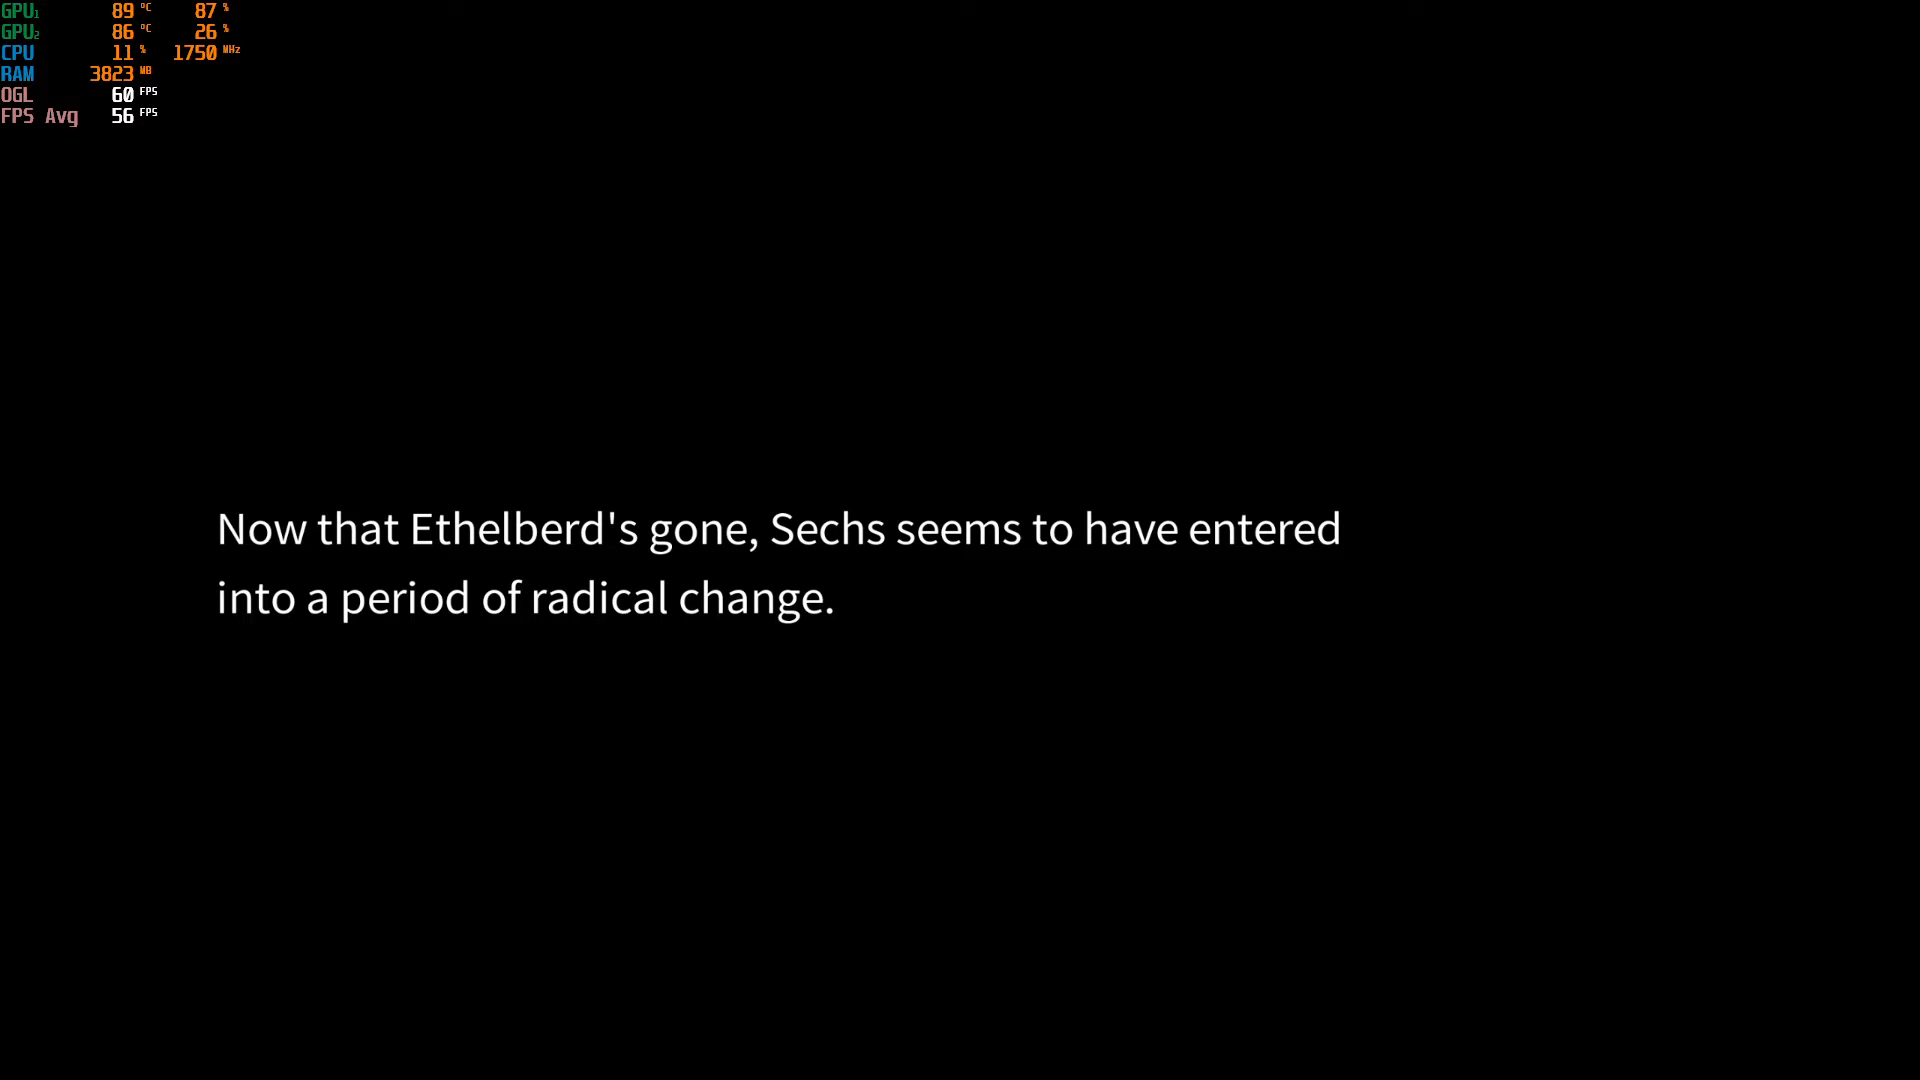 GPU1 89 °C 87 %
GPU2 86 °C 26 %
CPU 11 % 1750 MHz
RAM 3823 MB
OGL 60 FPS
FPS Avg 56 FPS
Now that Ethelberd's gone, Sechs seems to have entered
into a period of radical change.